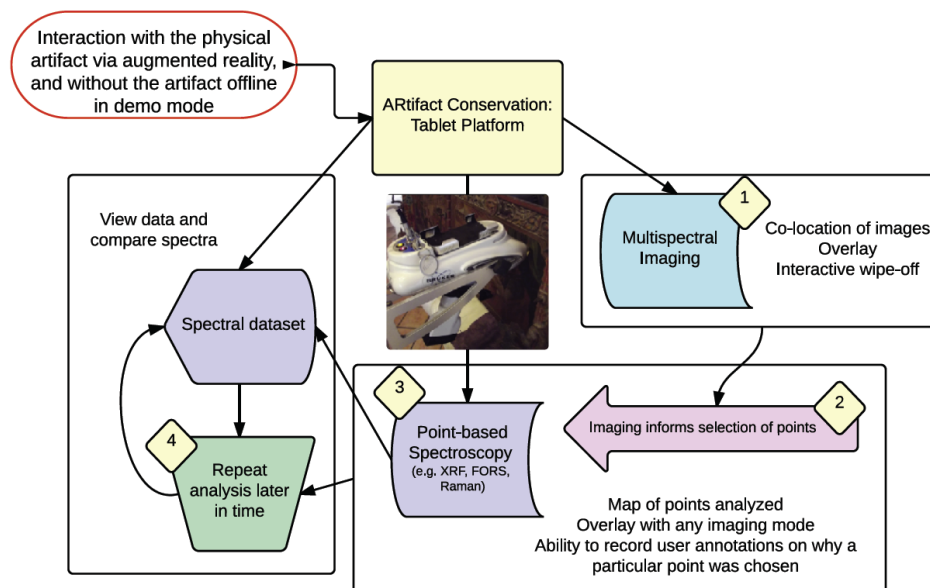 Interaction with the physical
artifact via augmented reality,
and without the artifact offline
in demo mode
ARtifact Conservation:
Tablet Platform
View data and
compare spectra
1
Multispectral
Imaging
Co-location of images
Overlay
Interactive wipe-off
Spectral dataset
BRUKER
3
2
Point-based
Spectroscopy
(e.g. XRF, FORS,
Raman)
Imaging informs selection of points
4
Repeat
analysis later
in time
Map of points analyzed
Overlay with any imaging mode
Ability to record user annotations on why a
particular point was chosen